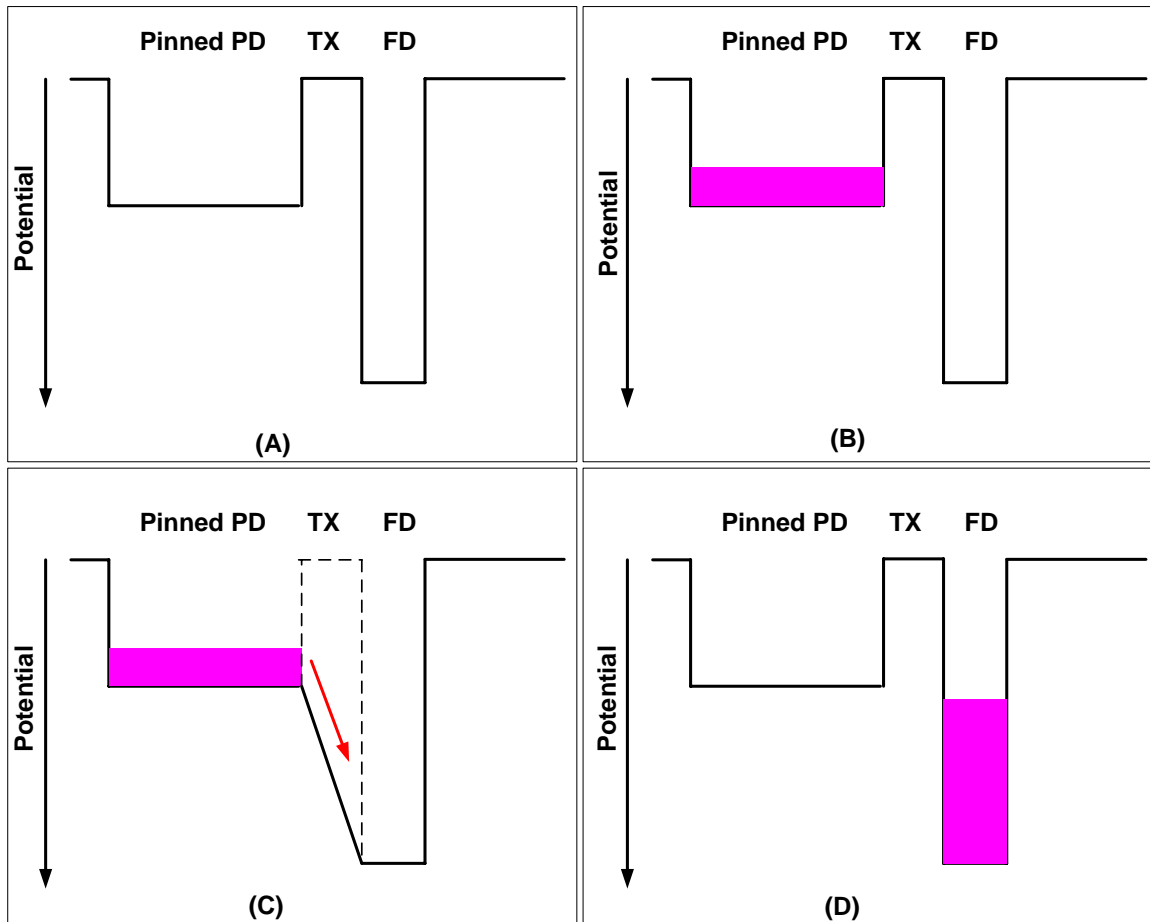 Pinned PD TX FD
Potential
(A)
Pinned PD TX FD
Potential
(B)
Pinned PD TX FD
Potential
(C)
Pinned PD TX FD
Potential
(D)